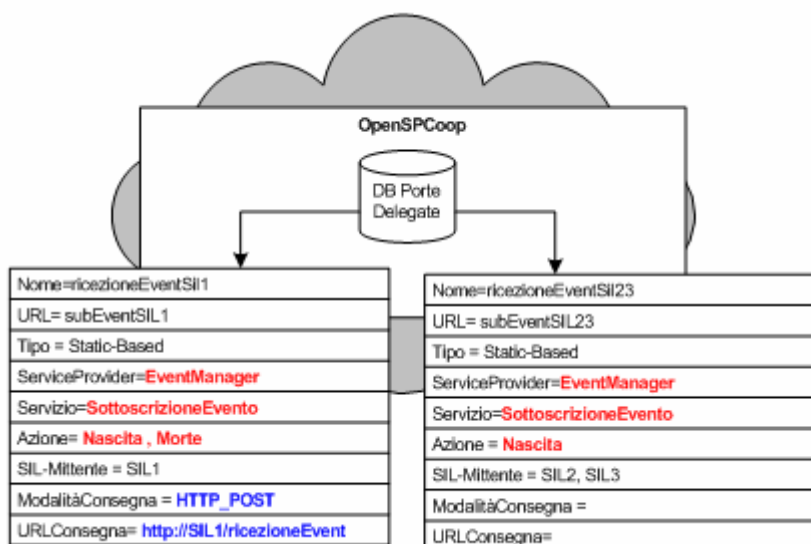 OpenSPCoop
DB Porte
Delegate
Nome=ricezioneEventSil1
URL= subEventSIL1
Tipo = Static-Based
ServiceProvider=EventManager
Servizio=SottoscrizioneEvento
Azione= Nascita , Morte
SIL-Mittente = SIL1
ModalitàConsegna = HTTP_POST
URLConsegna= http://SIL1/ricezioneEvent
Nome=ricezioneEventSil23
URL= subEventSIL23
Tipo = Static-Based
ServiceProvider=EventManager
Servizio=SottoscrizioneEvento
Azione = Nascita
SIL-Mittente = SIL2, SIL3
ModalitàConsegna =
URLConsegna=